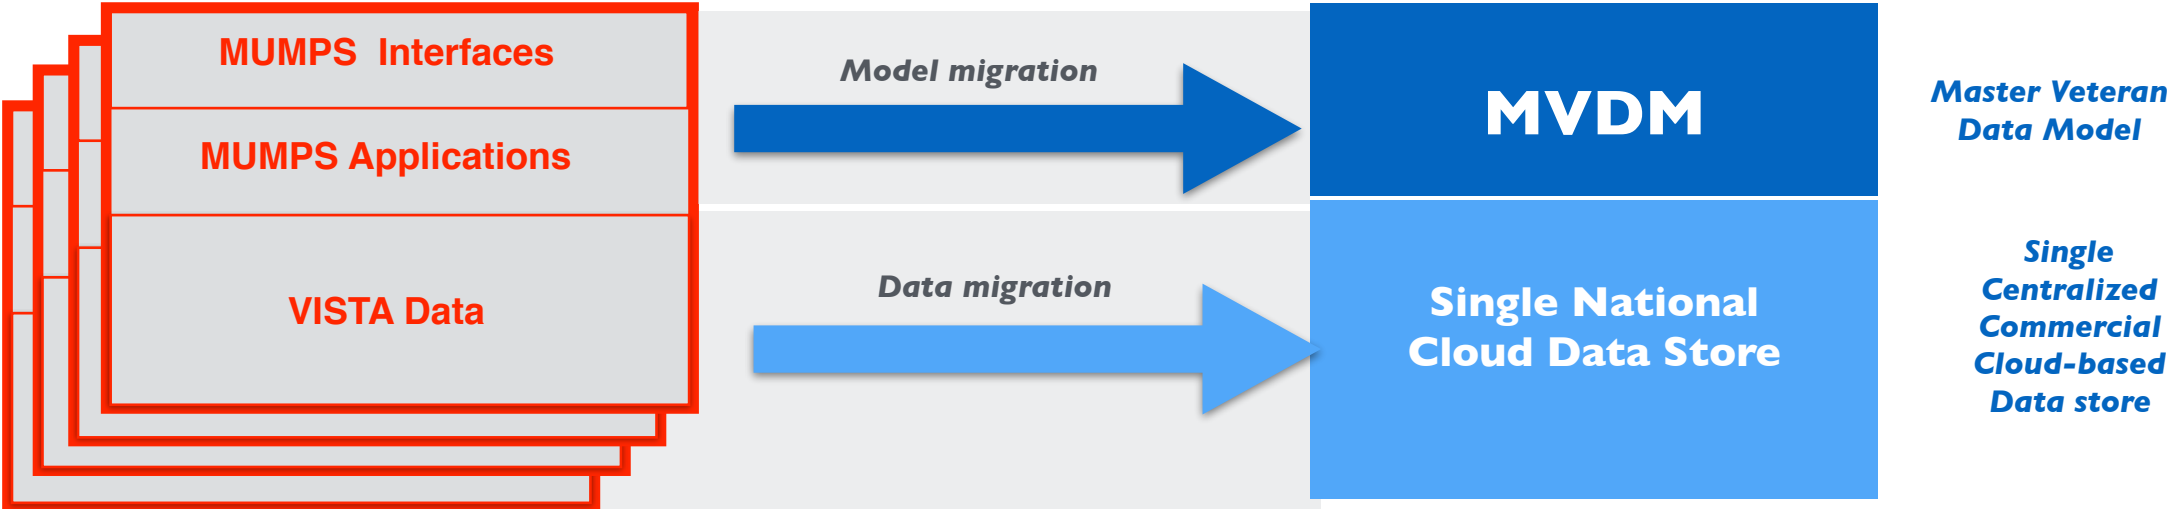 MUMPS  Interfaces
MUMPS Applications
VISTA Data
Model migration
Data migration
MVDM
Single National
Cloud Data Store
Master Veteran
Data Model
Single
Centralized
Commercial
Cloud-based
Data store